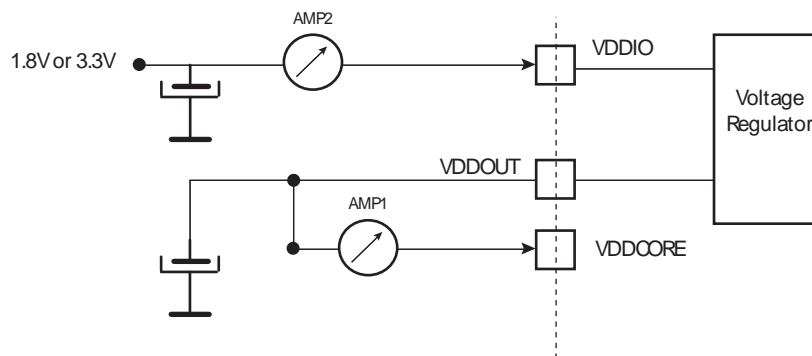 AMP2
1.8V or 3.3V
VDDIO
Voltage
Regulator
VDDOUT
AMP1
VDDCORE